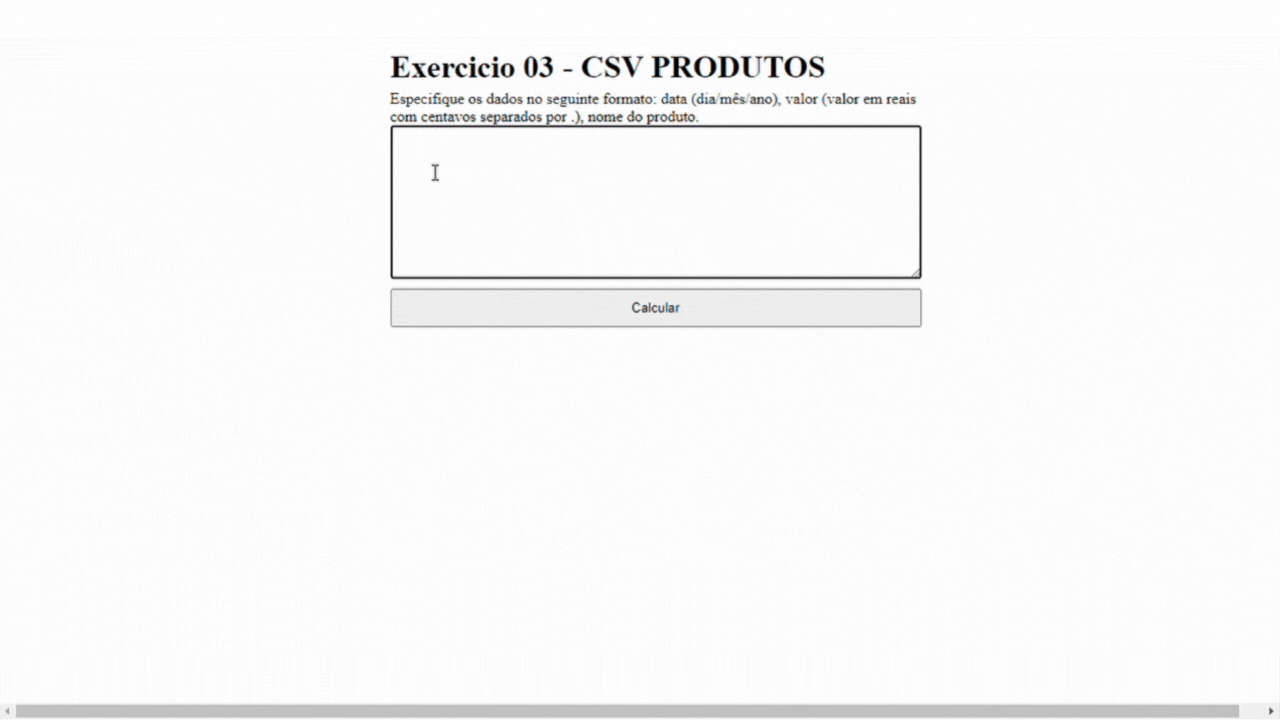 Exercicio 03 - CSV PRODUTOS
Especifique os dados no seguinte formato: data (dia/mês/ano), valor (valor em reais
com centavos separados por .), nome do produto.
Calcular